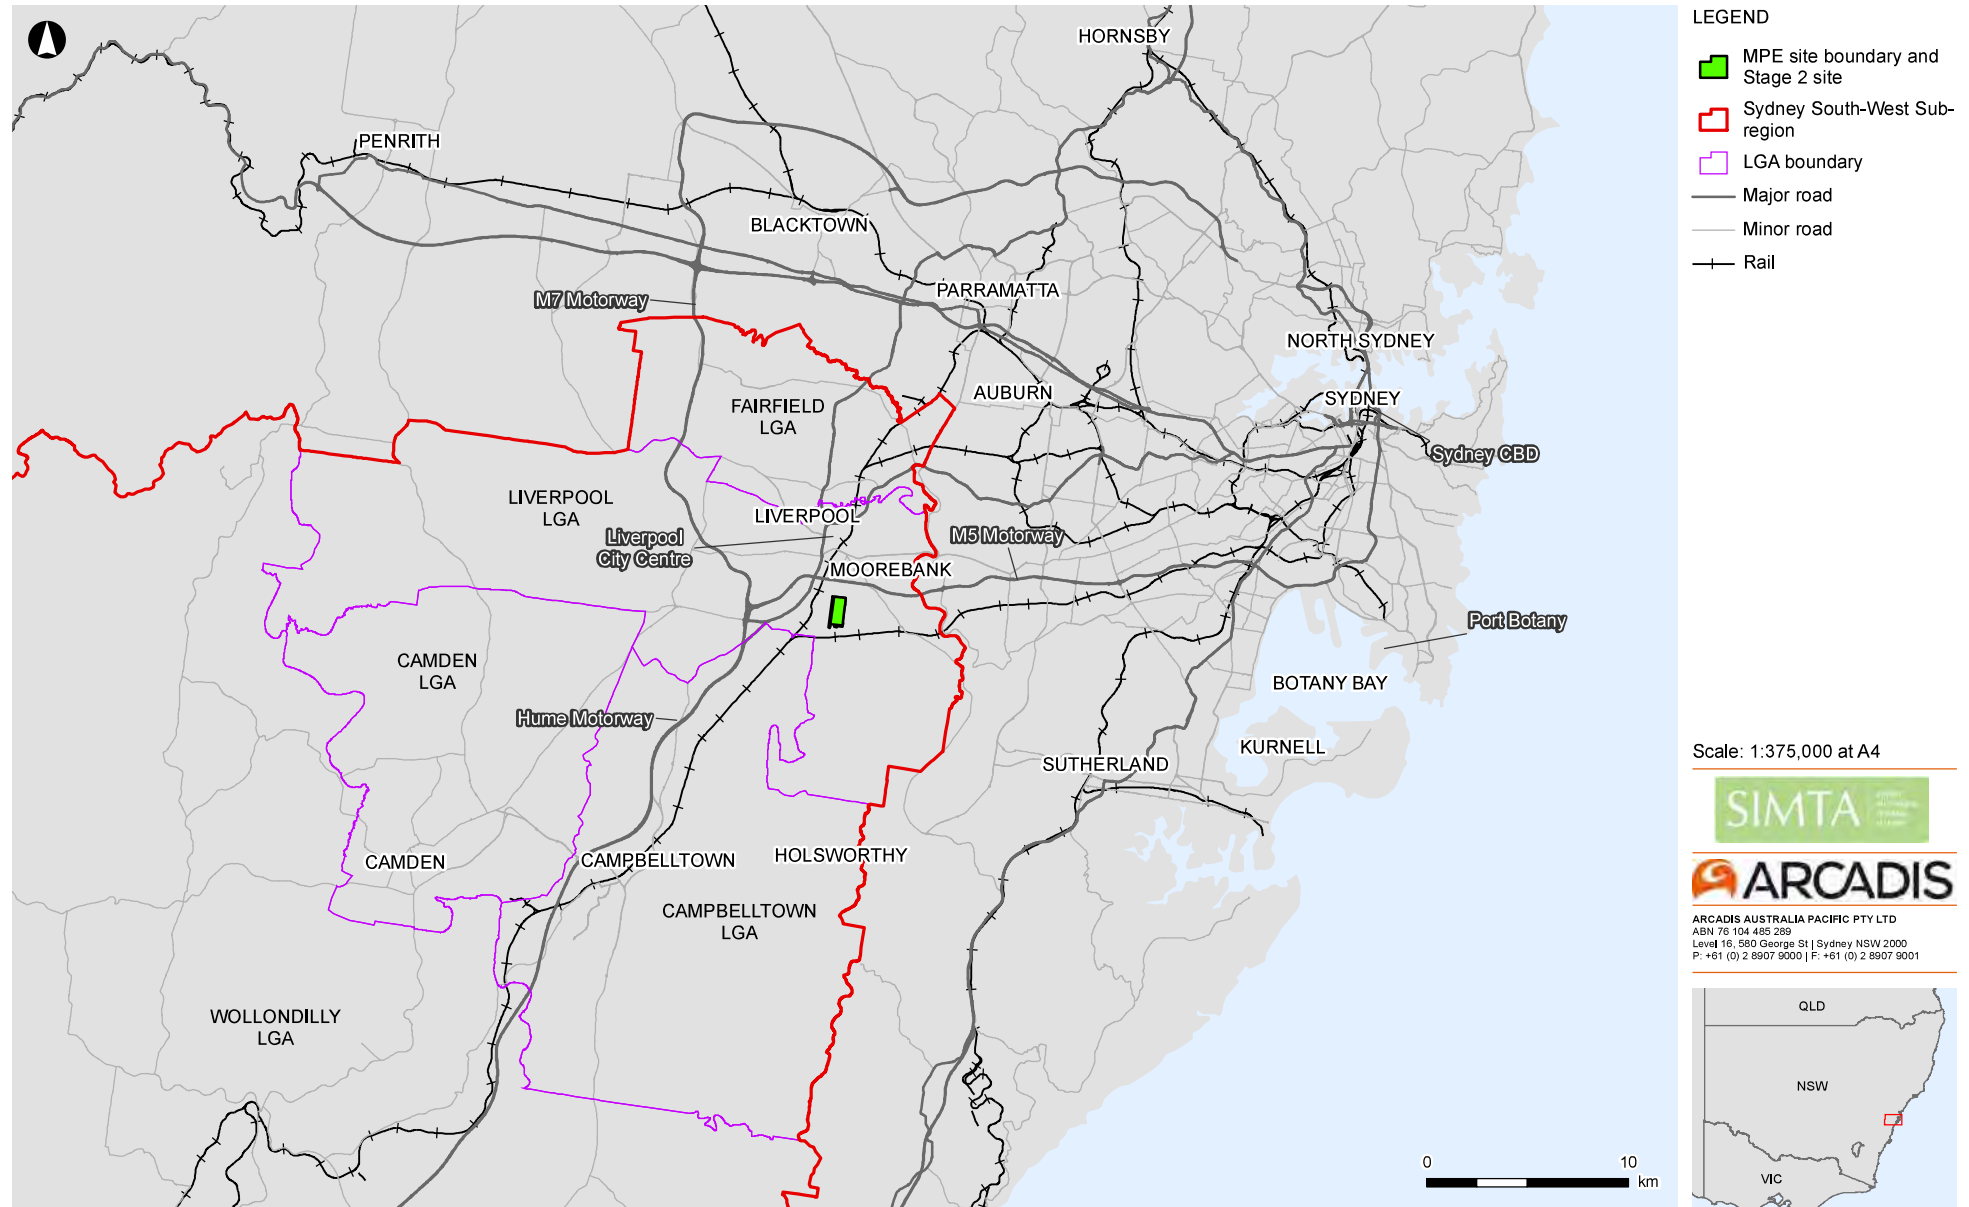 HORNSBY
PENRITH
BLACKTOWN
M7 Motorway
PARRAMATTA
NORTH SYDNEY
AUBURN
SYDNEY
FAIRFIELD
LGA
Sydney CBD
LIVERPOOL
LGA
LIVERPOOL
Liverpool
City Centre
M5 Motorway
MOOREBANK
Port Botany
CAMDEN
LGA
BOTANY BAY
Hume Motorway
KURNELL
SUTHERLAND
CAMDEN
CAMPBELLTOWN
HOLSWORTHY
CAMPBELLTOWN
LGA
WOLLONDILLY
LGA
0 10
km
LEGEND
MPE site boundary and
Stage 2 site
Sydney South-West Sub-
region
LGA boundary
Major road
Minor road
Rail
Scale: 1:375,000 at A4
SIMTA
ARCADIS
ARCADIS AUSTRALIA PACIFIC PTY LTD
ABN 76 104 485 289
Level 16, 580 George St | Sydney NSW 2000
P: +61 (0) 2 8907 9000 | F: +61 (0) 2 8907 9001
QLD
NSW
VIC